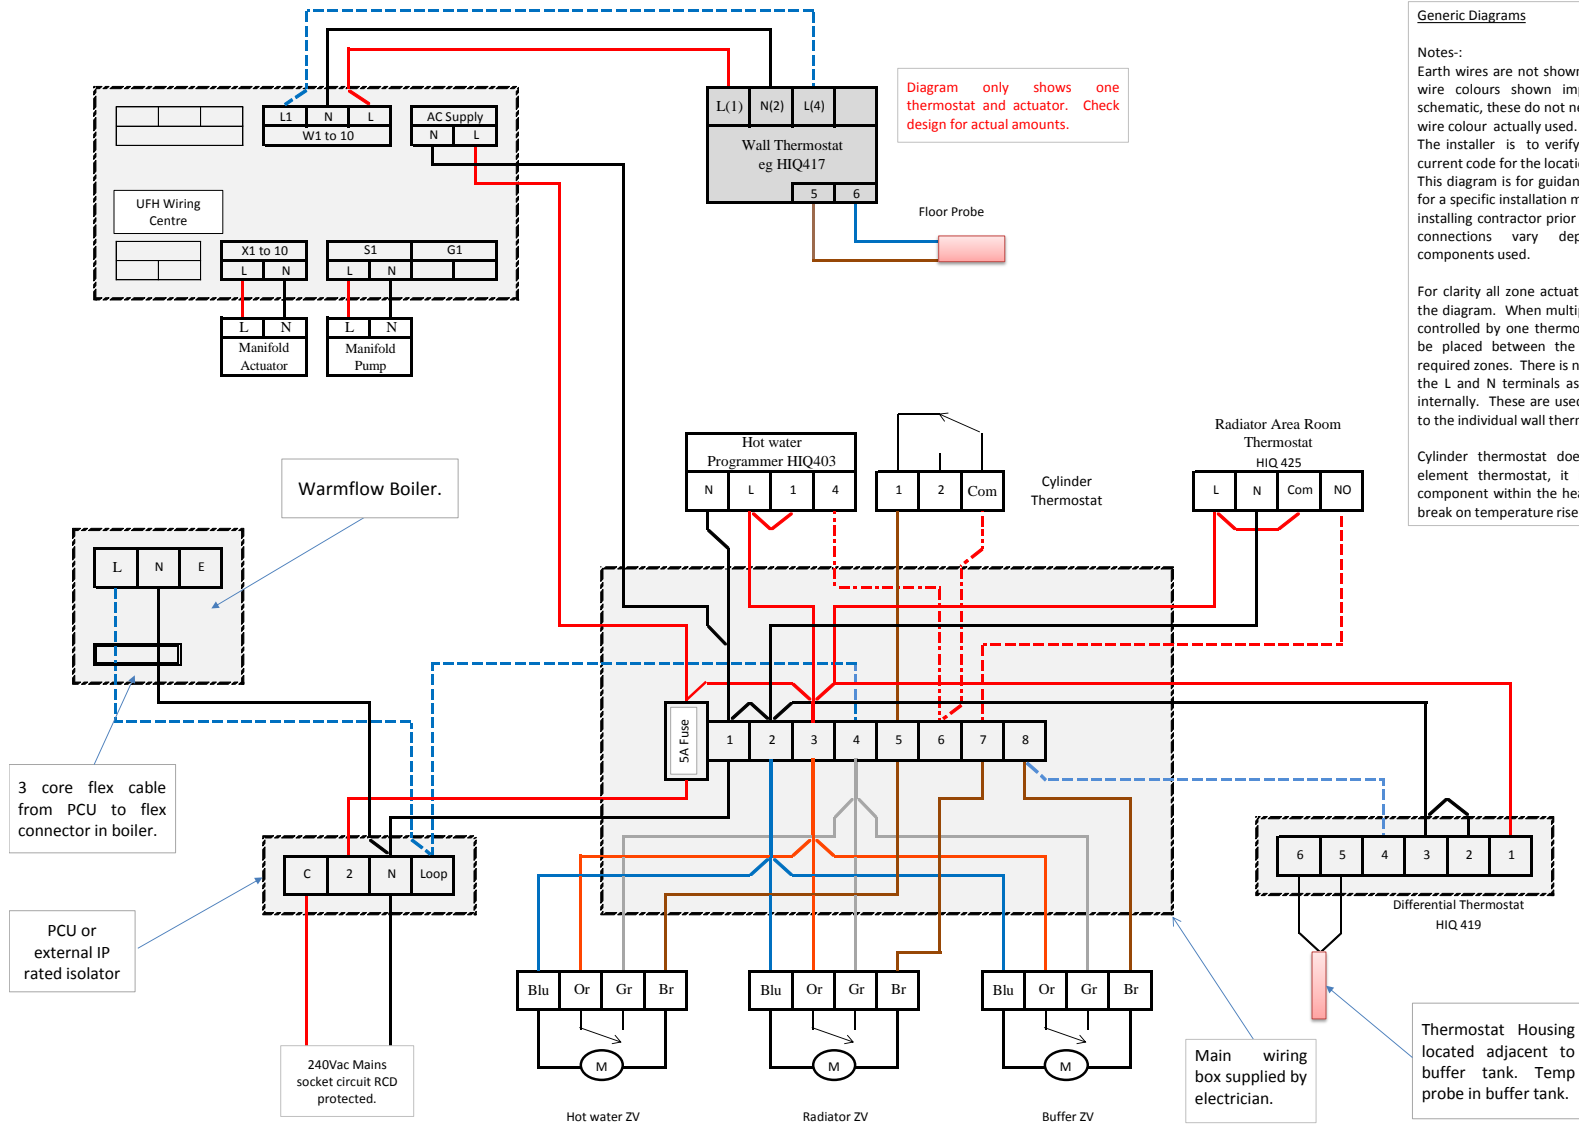 Generic Diagrams
Notes-:
Earth wires are not shown
wire colours shown imp
schematic, these do not ne
wire colour actually used.
The installer is to verify
current code for the locatio
This diagram is for guidan
for a specific installation m
installing contractor prior
connections vary dep
components used.
For clarity all zone actuat
the diagram. When multip
controlled by one thermo
be placed between the
required zones. There is n
the L and N terminals as
internally. These are used
to the individual wall thern
Cylinder thermostat doe
element thermostat, it
component within the hea
break on temperature rise
Diagram only shows one
thermostat and actuator. Check
design for actual amounts.
L1 N L
W1 to 10
AC Supply
N L
UFH Wiring
Centre
X1 to 10
L N
S1 G1
L N
L N
Manifold
Actuator
L N
Manifold
Pump
L(1) N(2) L(4)
Wall Thermostat
eg HIQ417
5 6
Floor Probe
Hot water
Programmer HIQ403
N L 1 4
1 2 Com
Cylinder
Thermostat
Radiator Area Room
Thermostat
HIQ 425
L N Com NO
Warmflow Boiler.
L N E
3 core flex cable
from PCU to flex
connector in boiler.
5A Fuse
1 2 3 4 5 6 7 8
C 2 N Loop
PCU or
external IP
rated isolator
240Vac Mains
socket circuit RCD
protected.
6 5 4 3 2 1
Differential Thermostat
HIQ 419
Blu Or Gr Br
M
Hot water ZV
Blu Or Gr Br
M
Radiator ZV
Blu Or Gr Br
M
Buffer ZV
Main wiring
box supplied by
electrician.
Thermostat Housing
located adjacent to
buffer tank. Temp
probe in buffer tank.